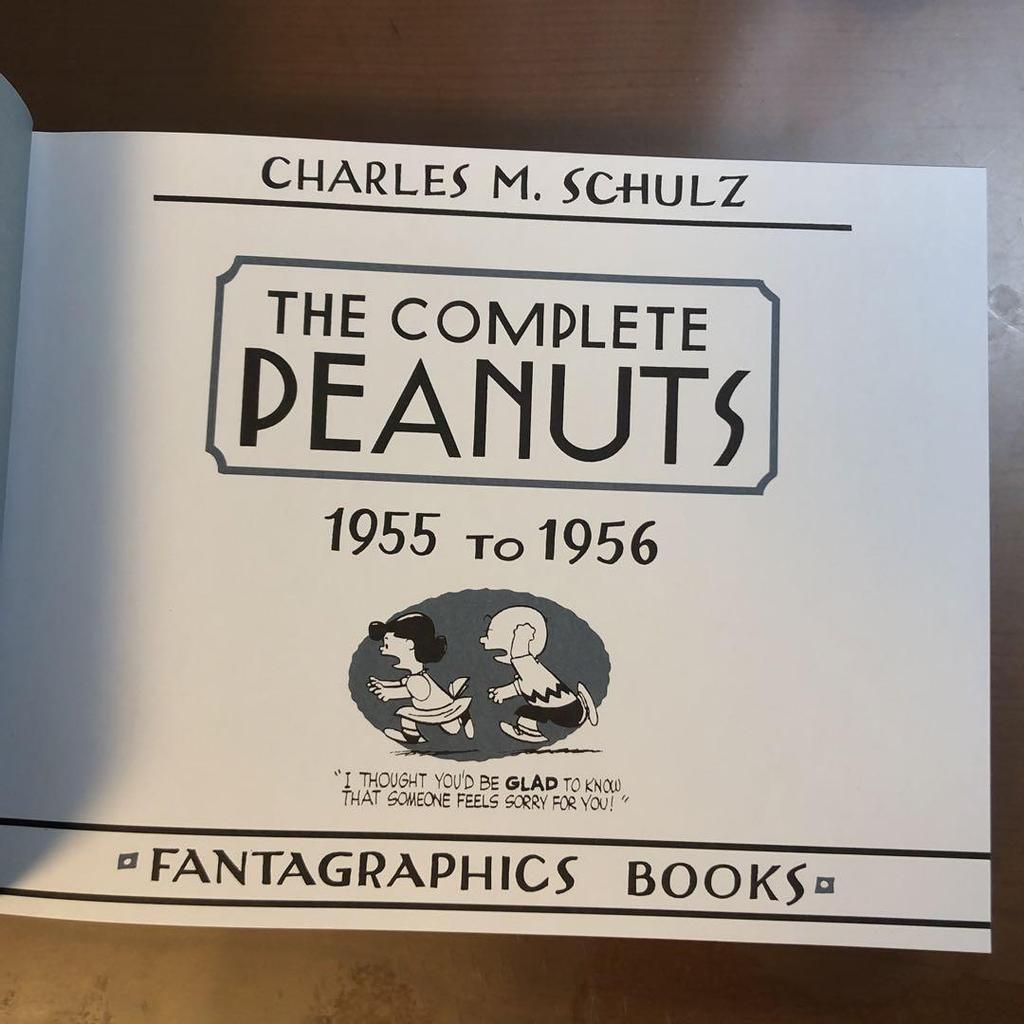 CHARLES M. SCHULZ
THE COMPLETE
PEANUTS
1955 TO 1956
"I THOUGHT YOU'D BE GLAD TO KNOW
THAT SOMEONE FEELS SORRY FOR YOU!"
FANTAGRAPHICS BOOKS